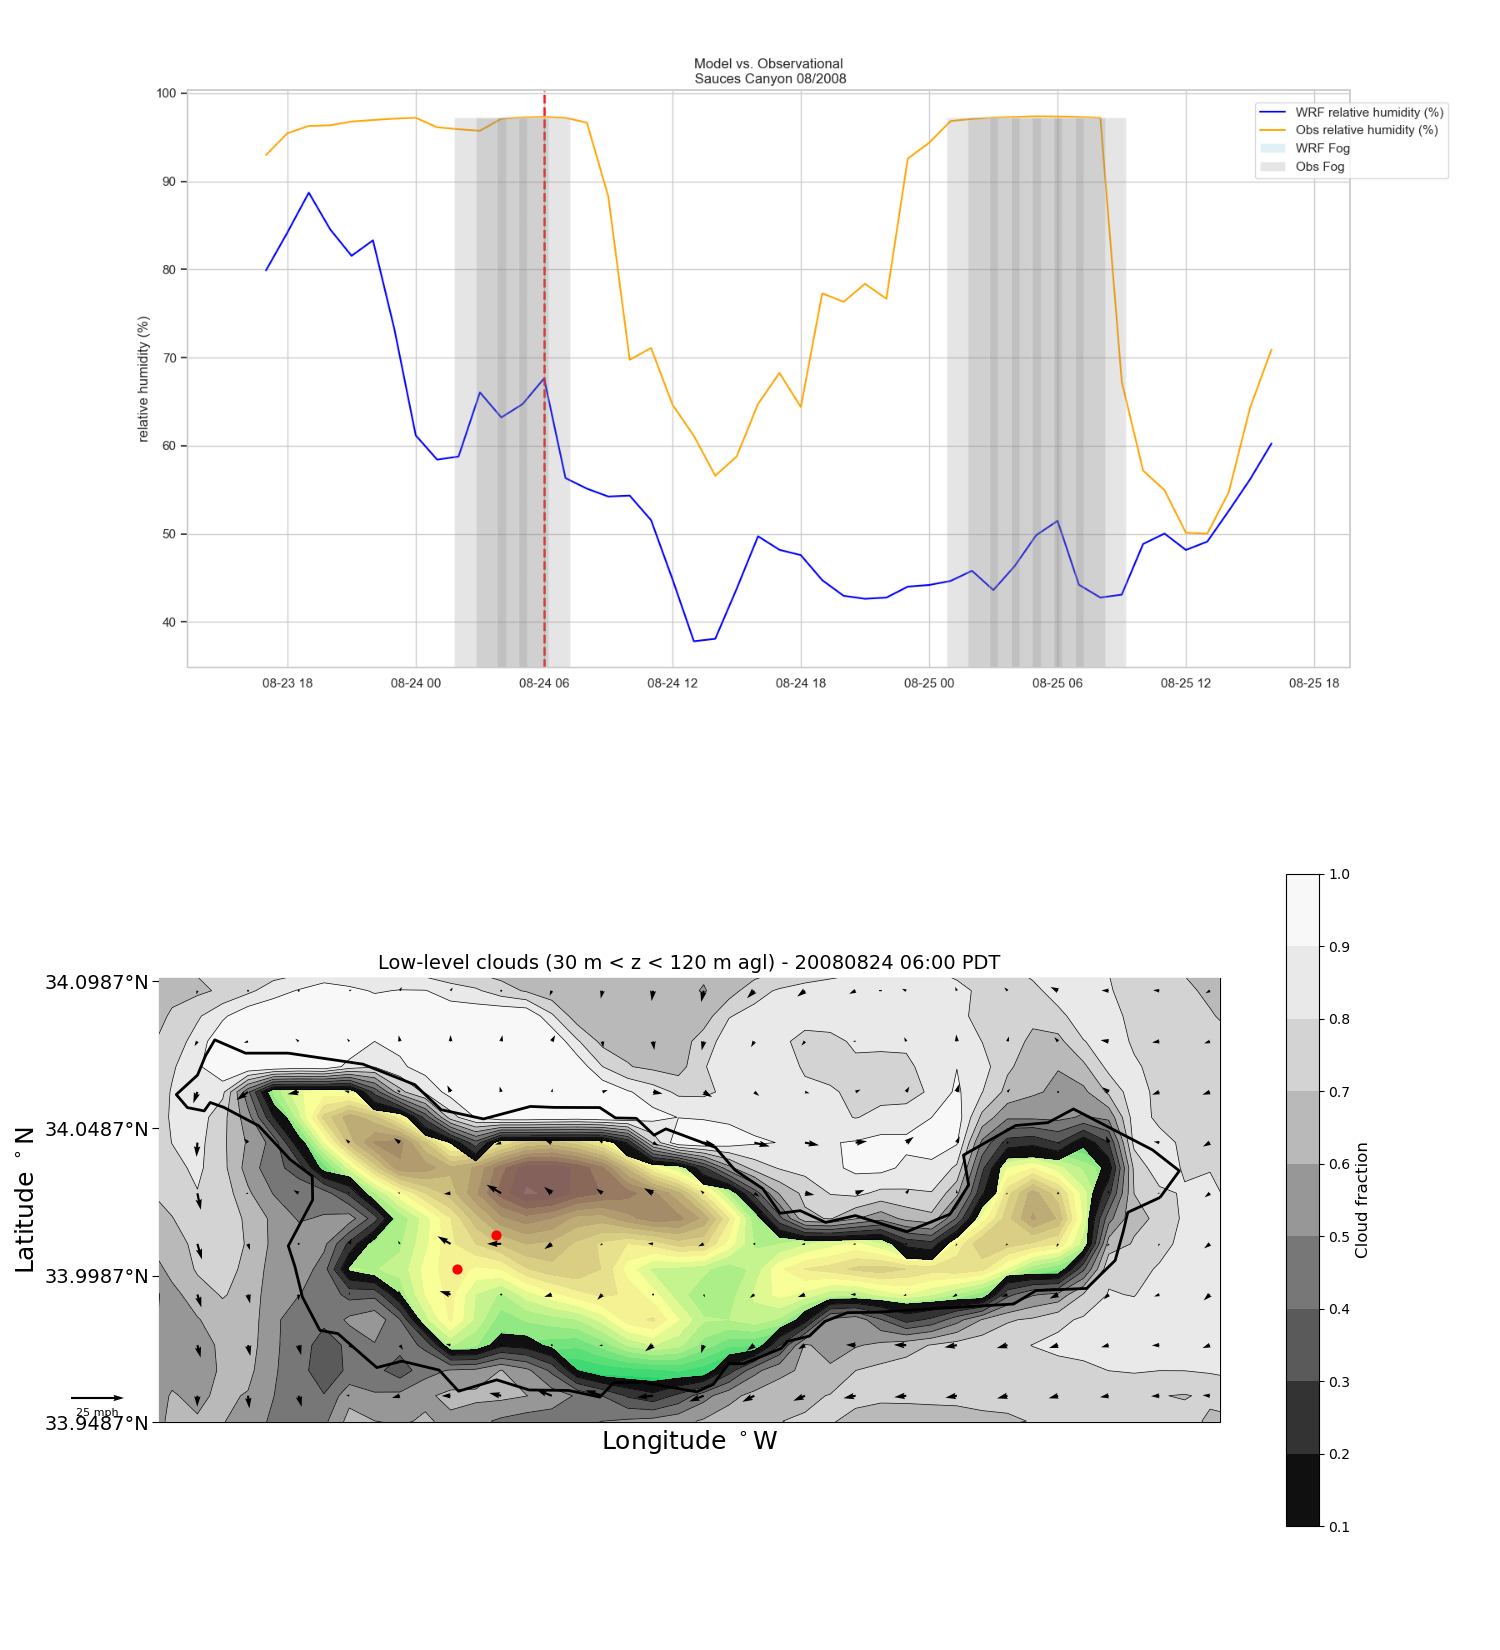 Model vs. Observational
Sauces Canyon 08/2008
100
90
80
70
60
50
40
relative humidity (%)
WRF relative humidity (%)
Obs relative humidity (%)
WRF Fog
Obs Fog
08-23 18
08-24 00
08-24 06
08-24 12
08-24 18
08-25 00
08-25 06
08-25 12
08-25 18
Low-level clouds (30 m < z < 120 m agl) - 20080824 06:00 PDT
34.0987°N
34.0487°N
33.9987°N
33.9487°N
Latitude °N
25 mph
Longitude °W
1.0
0.9
0.8
0.7
0.6
0.5
0.4
0.3
0.2
0.1
Cloud fraction